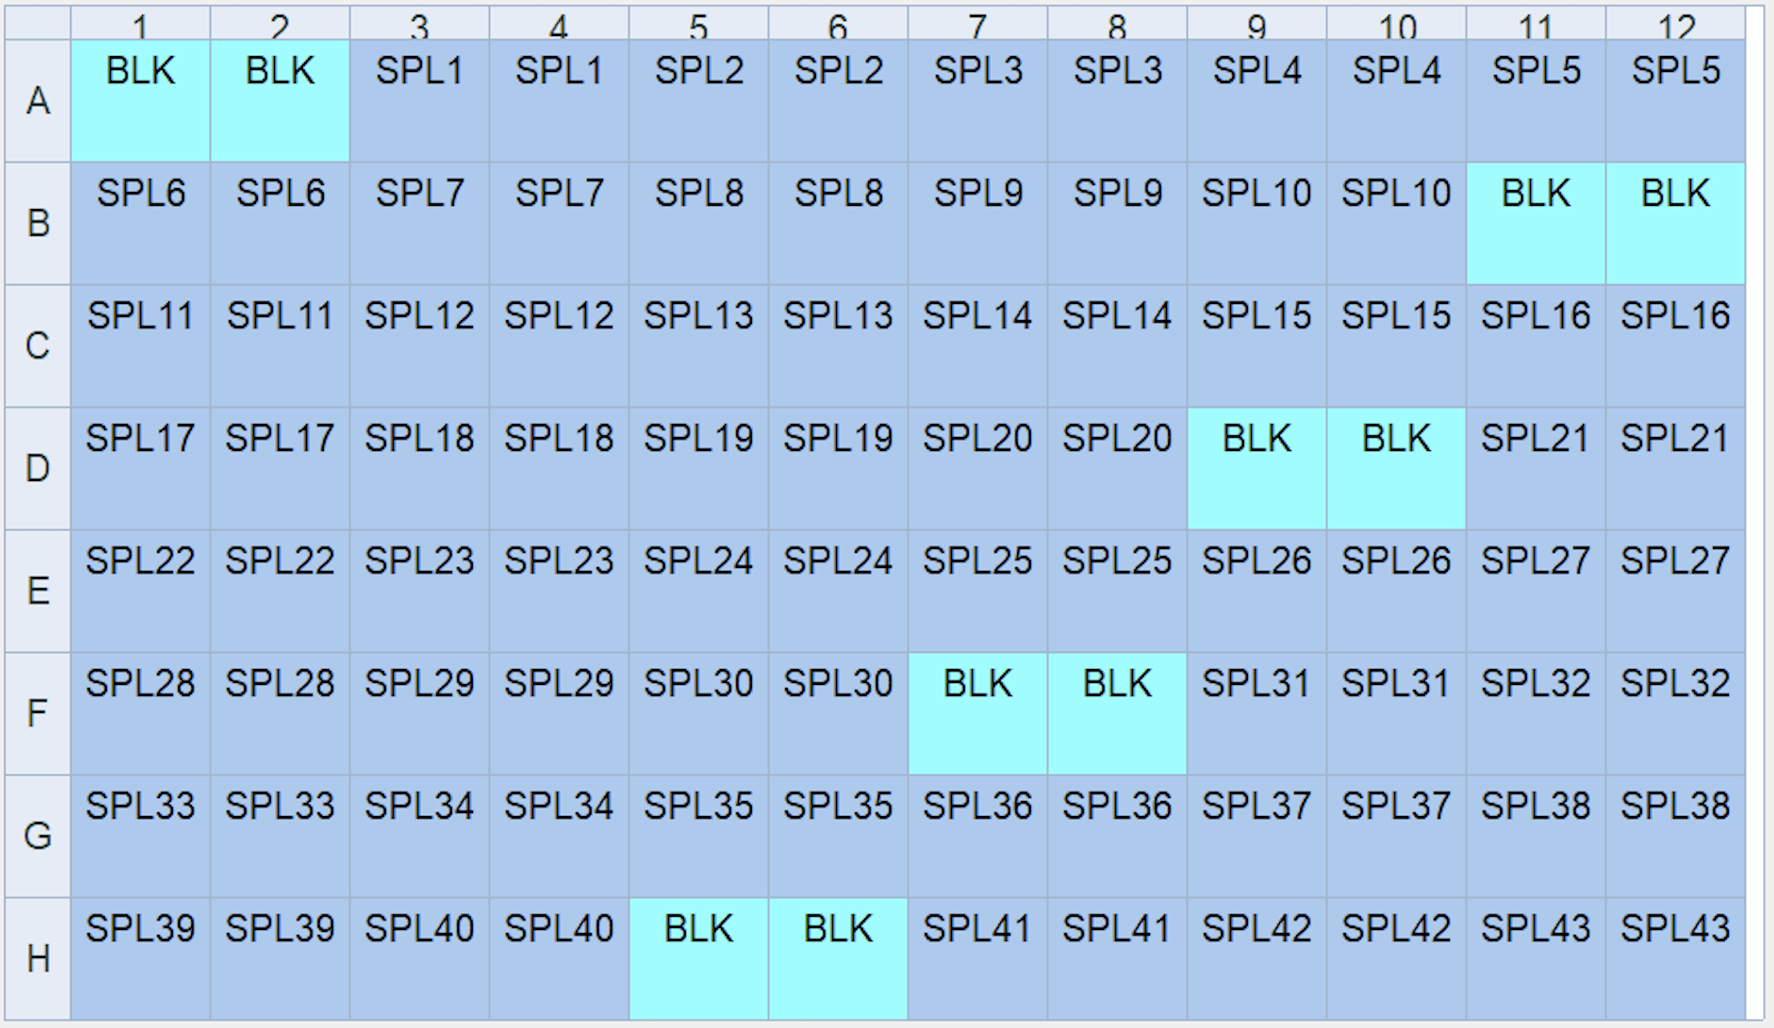 1 2 3 4 5 6 7 8 9 10 11 12
A BLK BLK SPL1 SPL1 SPL2 SPL2 SPL3 SPL3 SPL4 SPL4 SPL5 SPL5
B SPL6 SPL6 SPL7 SPL7 SPL8 SPL8 SPL9 SPL9 SPL10 SPL10 BLK BLK
C SPL11 SPL11 SPL12 SPL12 SPL13 SPL13 SPL14 SPL14 SPL15 SPL15 SPL16 SPL16
D SPL17 SPL17 SPL18 SPL18 SPL19 SPL19 SPL20 SPL20 BLK BLK SPL21 SPL21
E SPL22 SPL22 SPL23 SPL23 SPL24 SPL24 SPL25 SPL25 SPL26 SPL26 SPL27 SPL27
F SPL28 SPL28 SPL29 SPL29 SPL30 SPL30 BLK BLK SPL31 SPL31 SPL32 SPL32
G SPL33 SPL33 SPL34 SPL34 SPL35 SPL35 SPL36 SPL36 SPL37 SPL37 SPL38 SPL38
H SPL39 SPL39 SPL40 SPL40 BLK BLK SPL41 SPL41 SPL42 SPL42 SPL43 SPL43